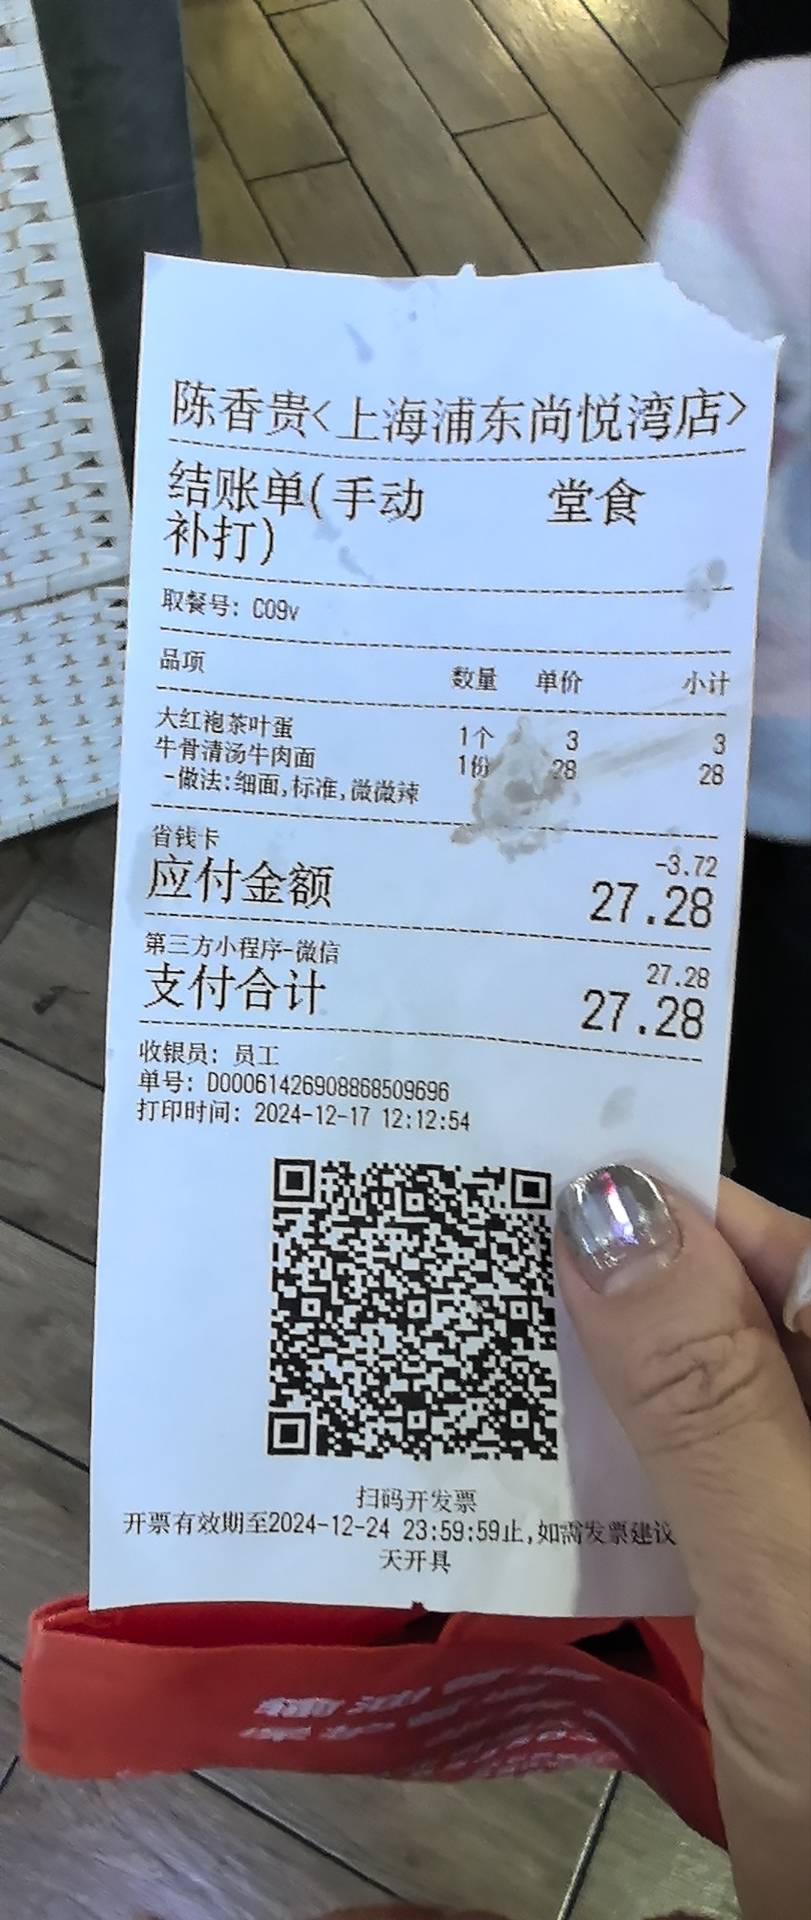 陈香贵<上海浦东尚悦湾店>
结账单(手动 堂食
补打)
取餐号: C09v
品项 数量 单价 小计
大红袍茶叶蛋 1个 3 3
牛骨清汤牛肉面 1份 28 28
-做法:细面,标准,微微辣
省钱卡 -3.72
应付金额 27.28
第三方小程序-微信 27.28
支付合计 27.28
收银员: 员工
单号: D000614269088685096​96
打印时间: 2024-12-17 12:12:54
扫码开发票
开票有效期至2024-12-24 23:59:59止,如需发票建议
天开具